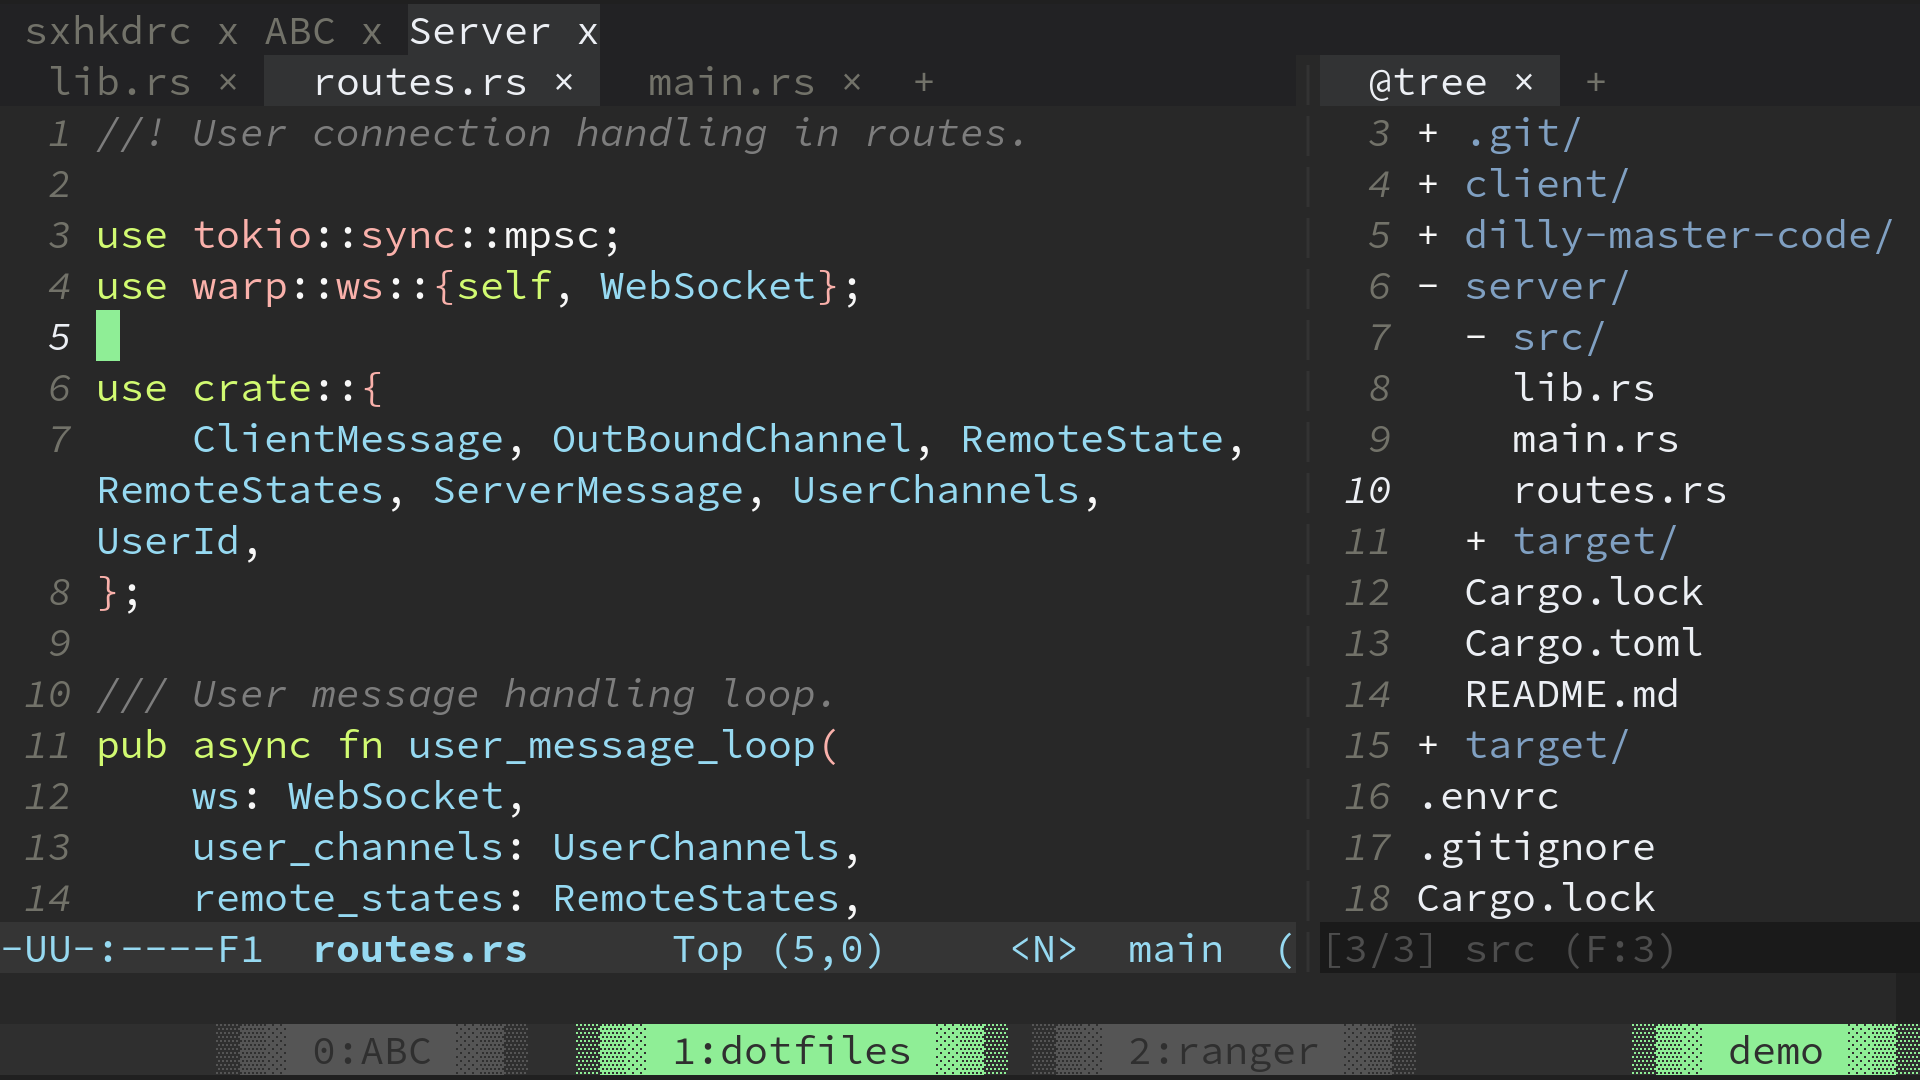 sxhkdrc x ABC x Server x
lib.rs × routes.rs × main.rs × +
1 //! User connection handling in routes.
2
3 use tokio::sync::mpsc;
4 use warp::ws::{self, WebSocket};
5
6 use crate::{
7 ClientMessage, OutBoundChannel, RemoteState,
RemoteStates, ServerMessage, UserChannels,
UserId,
8 };
9
10 /// User message handling loop.
11 pub async fn user_message_loop(
12 ws: WebSocket,
13 user_channels: UserChannels,
14 remote_states: RemoteStates,
-UU-:----F1 routes.rs Top (5,0) <N> main (
@tree × +
3 + .git/
4 + client/
5 + dilly-master-code/
6 - server/
7 - src/
8 lib.rs
9 main.rs
10 routes.rs
11 + target/
12 Cargo.lock
13 Cargo.toml
14 README.md
15 + target/
16 .envrc
17 .gitignore
18 Cargo.lock
[3/3] src (F:3)
0:ABC 1:dotfiles 2:ranger demo